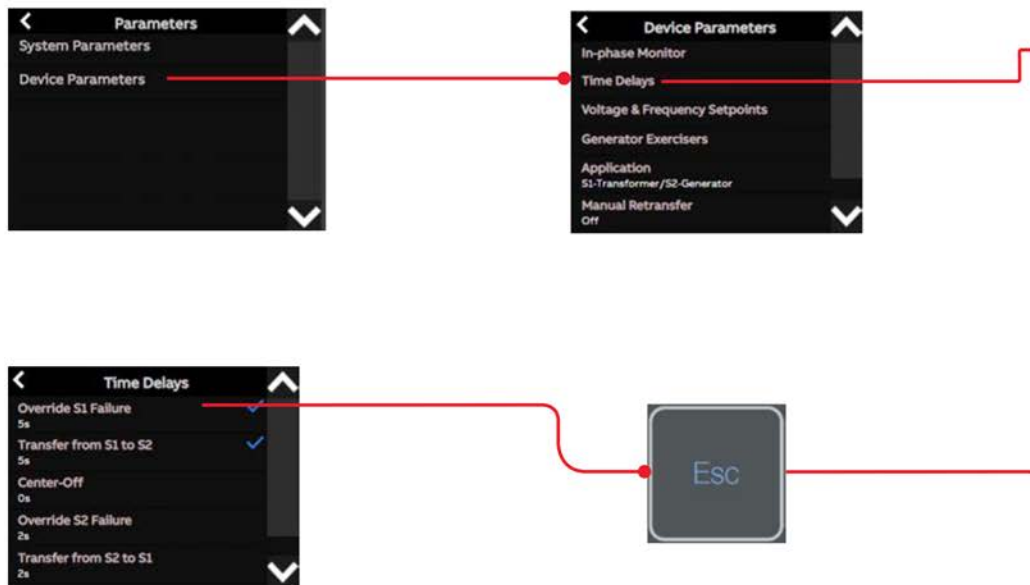 Parameters
System Parameters
Device Parameters
Device Parameters
In-phase Monitor
Time Delays
Voltage & Frequency Setpoints
Generator Exercisers
Application
S1-Transformer/S2-Generator
Manual Retransfer
Off
Time Delays
Override S1 Failure
5s
Transfer from S1 to S2
5s
Center-Off
0s
Override S2 Failure
2s
Transfer from S2 to S1
2s
Esc